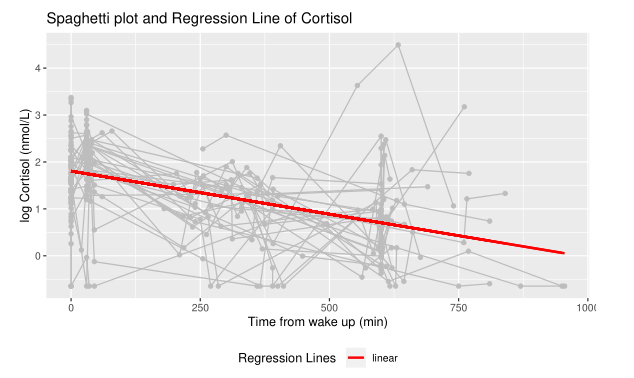 Spaghetti plot and Regression Line of Cortisol
log Cortisol (nmol/L)
4
3
2
1
0
0 250 500 750 1000
Time from wake up (min)
Regression Lines linear